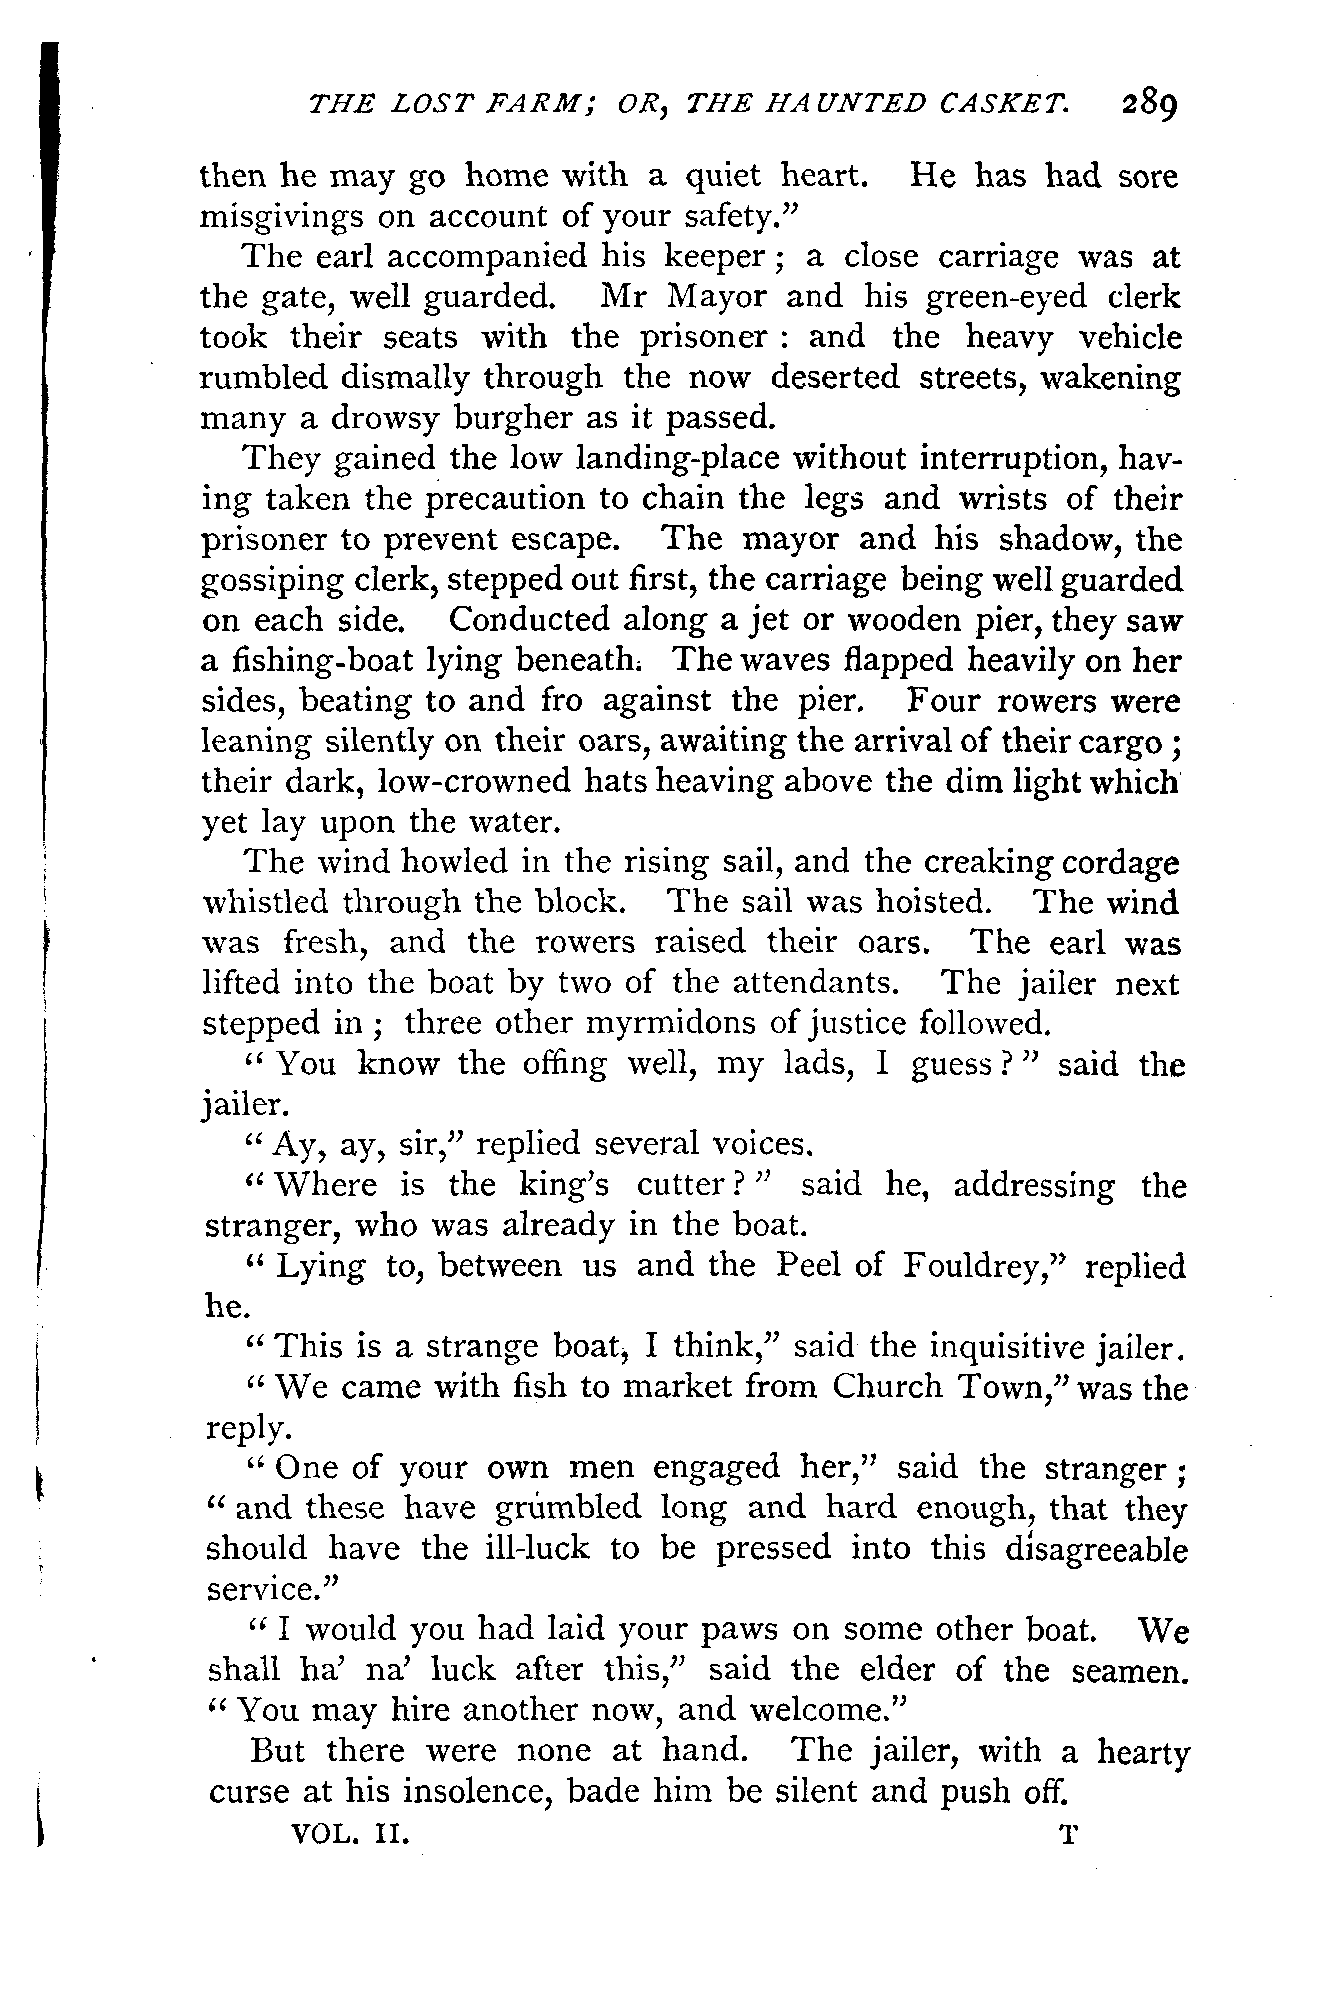 THE LOST FARM; OR, THE HAUNTED CASKET. 289
then he may go home with a quiet heart. He has had sore
misgivings on account of your safety.”
The earl accompanied his keeper ; a close carriage was at
the gate, well guarded. Mr Mayor and his green-eyed clerk
took their seats with the prisoner : and the heavy vehicle
rumbled dismally through the now deserted streets, wakening
many a drowsy burgher as it passed.
They gained the low landing-place without interruption, hav-
ing taken the precaution to chain the legs and wrists of their
prisoner to prevent escape. The mayor and his shadow, the
gossiping clerk, stepped out first, the carriage being well guarded
on each side. Conducted along a jet or wooden pier, they saw
a fishing-boat lying beneath. The waves flapped heavily on her
sides, beating to and fro against the pier. Four rowers were
leaning silently on their oars, awaiting the arrival of their cargo ;
their dark, low-crowned hats heaving above the dim light which
yet lay upon the water.
The wind howled in the rising sail, and the creaking cordage
whistled through the block. The sail was hoisted. The wind
was fresh, and the rowers raised their oars. The earl was
lifted into the boat by two of the attendants. The jailer next
stepped in ; three other myrmidons of justice followed.
“ You know the offing well, my lads, I guess ? ” said the
jailer.
“ Ay, ay, sir,” replied several voices.
“ Where is the king’s cutter ? ” said he, addressing the
stranger, who was already in the boat.
“ Lying to, between us and the Peel of Fouldrey,” replied
he.
“ This is a strange boat, I think,” said the inquisitive jailer.
“ We came with fish to market from Church Town,” was the
reply.
“ One of your own men engaged her,” said the stranger ;
“ and these have grumbled long and hard enough, that they
should have the ill-luck to be pressed into this disagreeable
service.”
“ I would you had laid your paws on some other boat. We
shall ha’ na’ luck after this,” said the elder of the seamen.
“ You may hire another now, and welcome.”
But there were none at hand. The jailer, with a hearty
curse at his insolence, bade him be silent and push off.
VOL. II. T